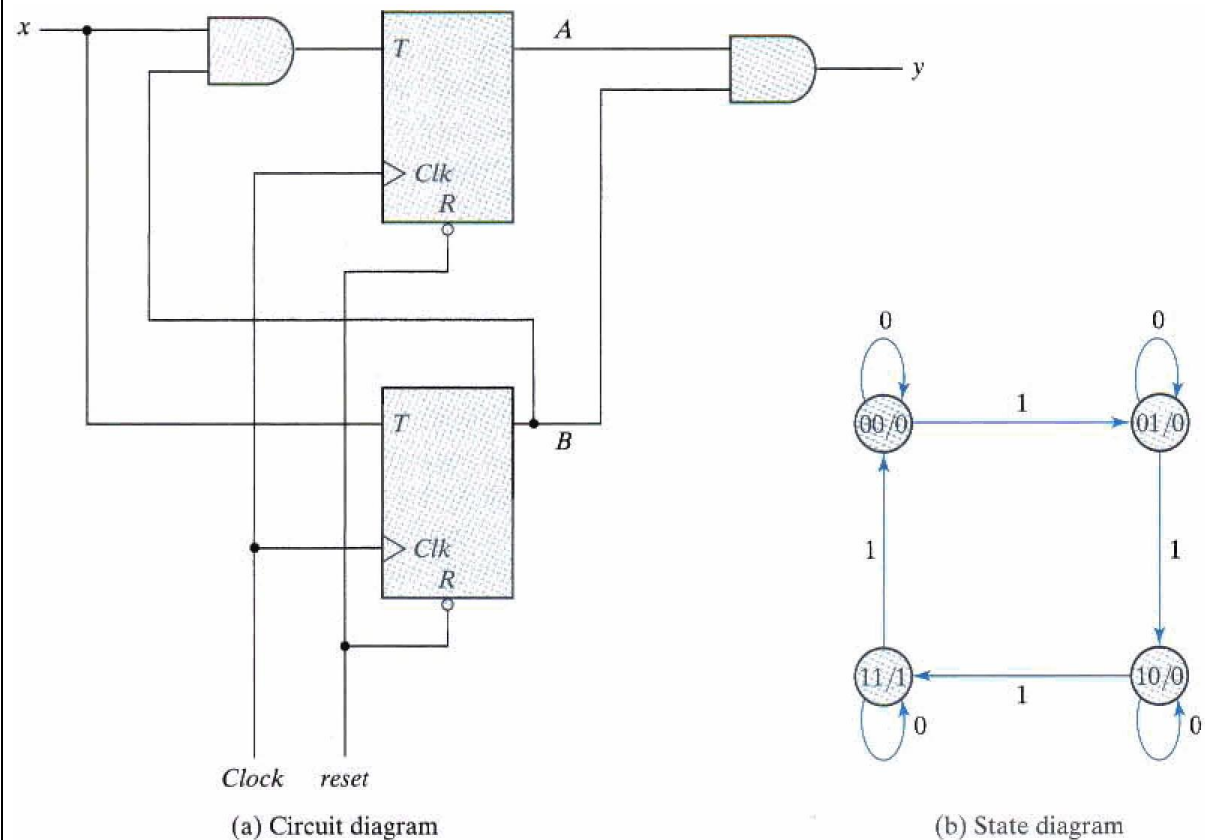 x
T
A
y
Clk
R
T
B
Clk
R
Clock reset
(a) Circuit diagram
0 0
00/0 1 01/0
1 1
11/1 1 10/0
0 0
(b) State diagram